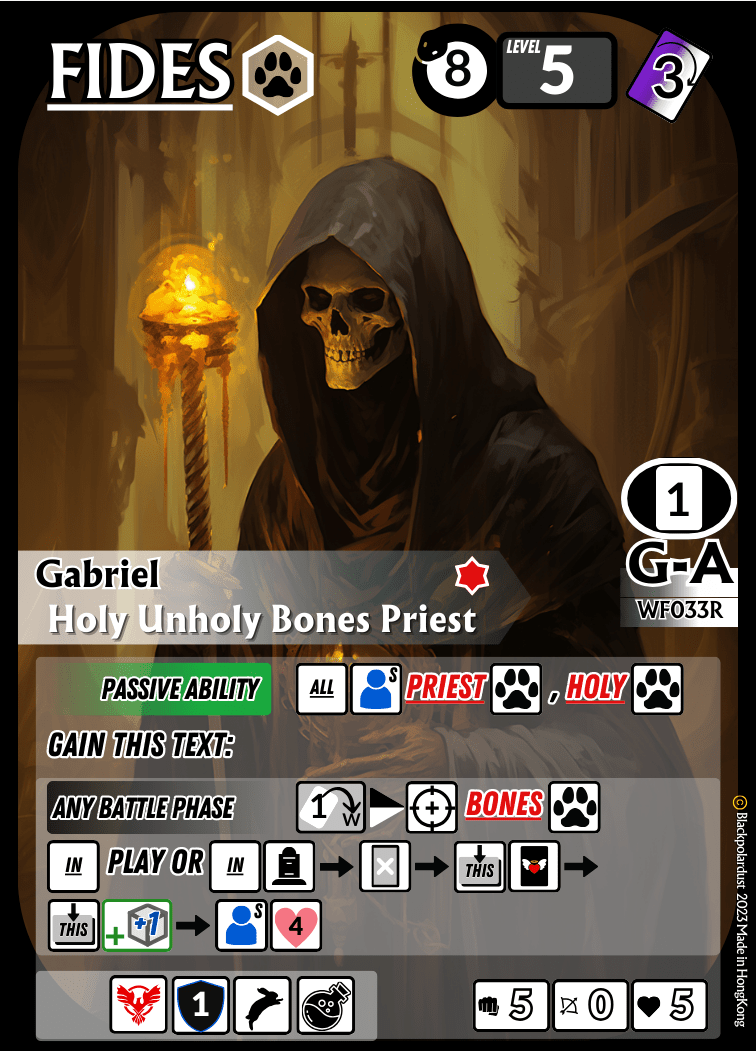 FIDES
8
LEVEL 5
3
1
G-A
WF033R
Gabriel
Holy Unholy Bones Priest
PASSIVE ABILITY ALL S PRIEST , HOLY
GAIN THIS TEXT:
ANY BATTLE PHASE 1 W BONES
IN PLAY OR IN THIS
THIS ++1 S 4
1 5 0 5
© Blackpolardust 2023 Made in HongKong